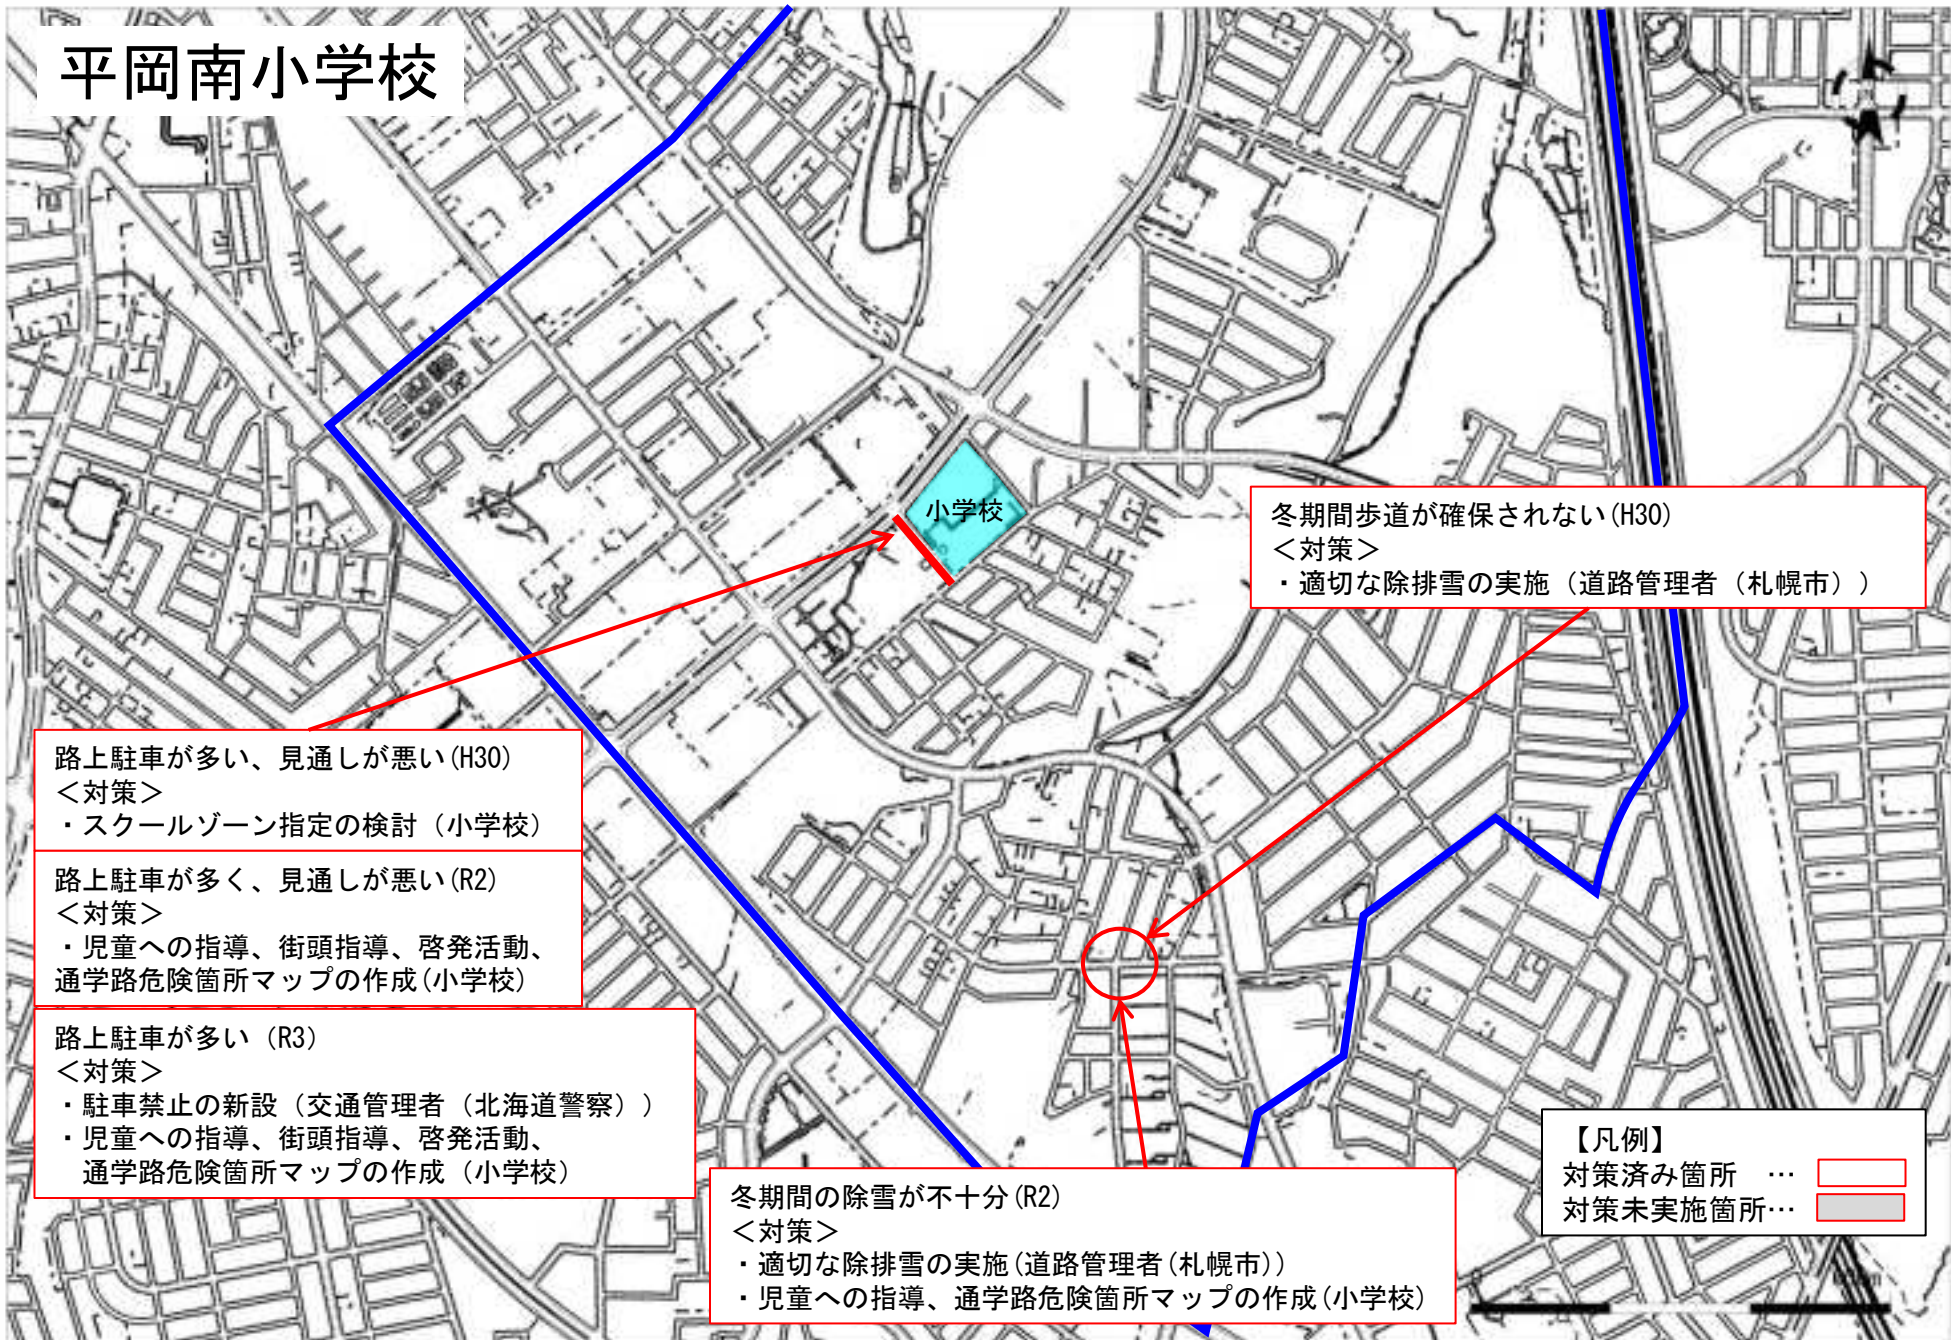 平岡南小学校
小学校
冬期間歩道が確保されない(H30)
＜対策＞
・適切な除排雪の実施（道路管理者（札幌市））
路上駐車が多い、見通しが悪い(H30)
＜対策＞
・スクールゾーン指定の検討（小学校）
路上駐車が多く、見通しが悪い(R2)
＜対策＞
・児童への指導、街頭指導、啓発活動、
通学路危険箇所マップの作成(小学校)
路上駐車が多い（R3）
＜対策＞
・駐車禁止の新設（交通管理者（北海道警察））
・児童への指導、街頭指導、啓発活動、
通学路危険箇所マップの作成（小学校）
冬期間の除雪が不十分(R2)
＜対策＞
・適切な除排雪の実施(道路管理者(札幌市))
・児童への指導、通学路危険箇所マップの作成(小学校)
【凡例】
対策済み箇所　…
対策未実施箇所…